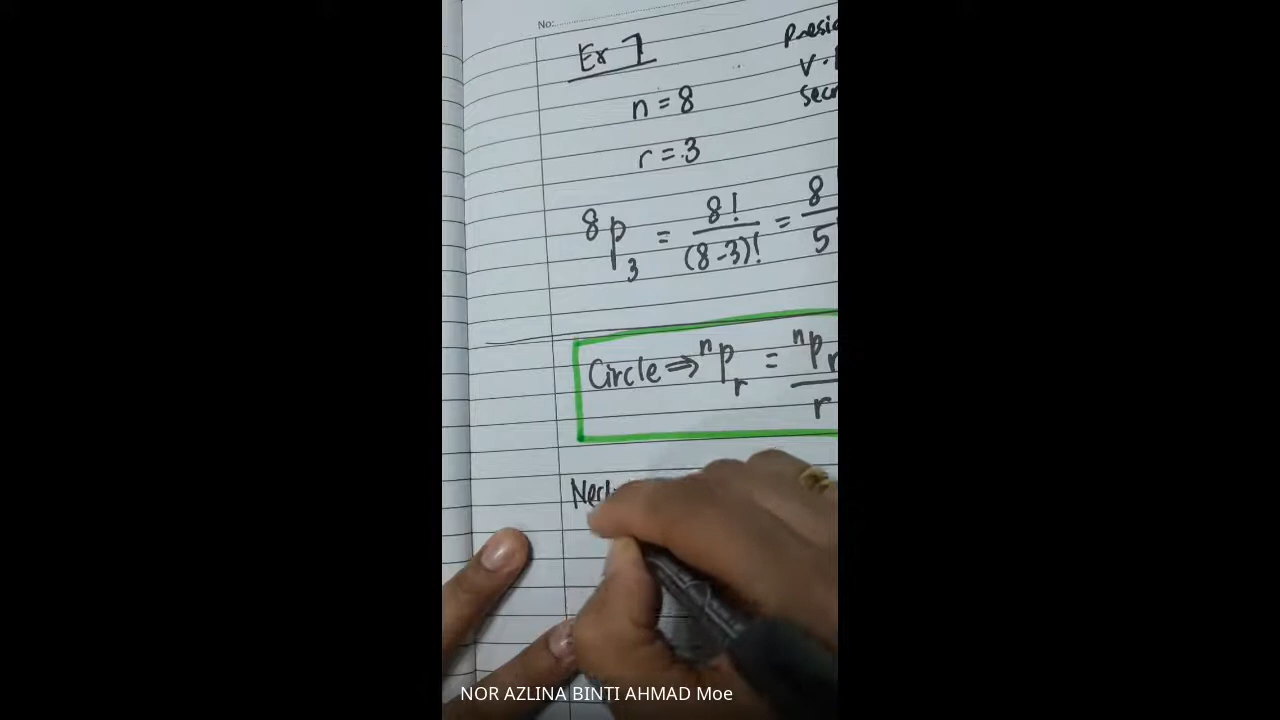 No:
Ex 7
n = 8
r = 3
V.
8P3 = 8!/(8-3)! = 8/5
Circle ⇒ nPr = nPr/r
NOR AZLINA BINTI AHMAD Moe